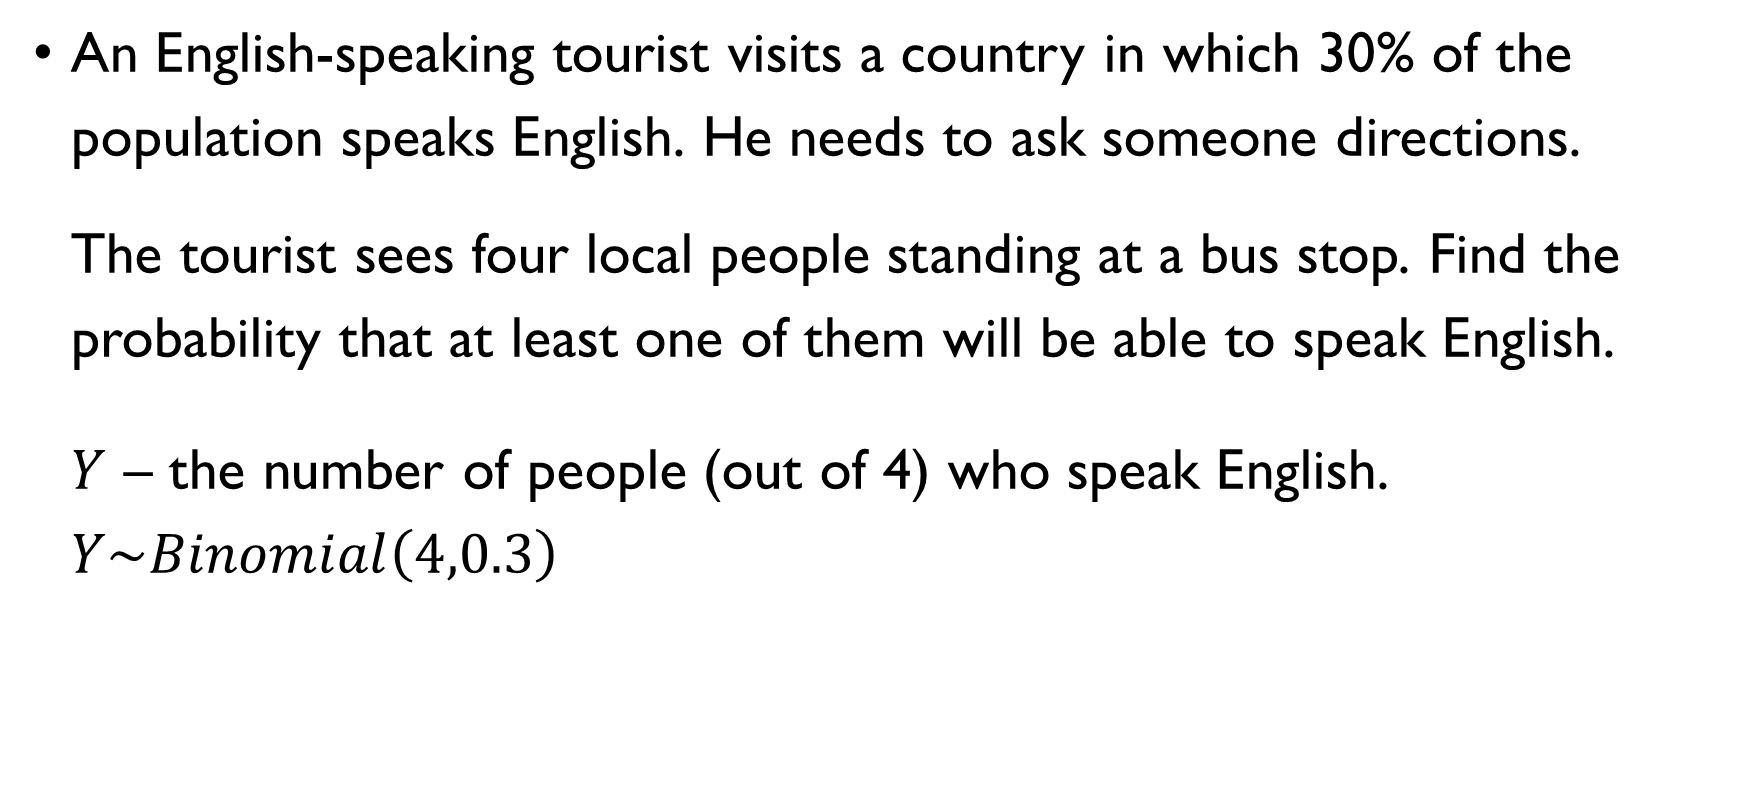 • An English-speaking tourist visits a country in which 30% of the
population speaks English. He needs to ask someone directions.
The tourist sees four local people standing at a bus stop. Find the
probability that at least one of them will be able to speak English.
Y – the number of people (out of 4) who speak English.
Y~Binomial(4,0.3)